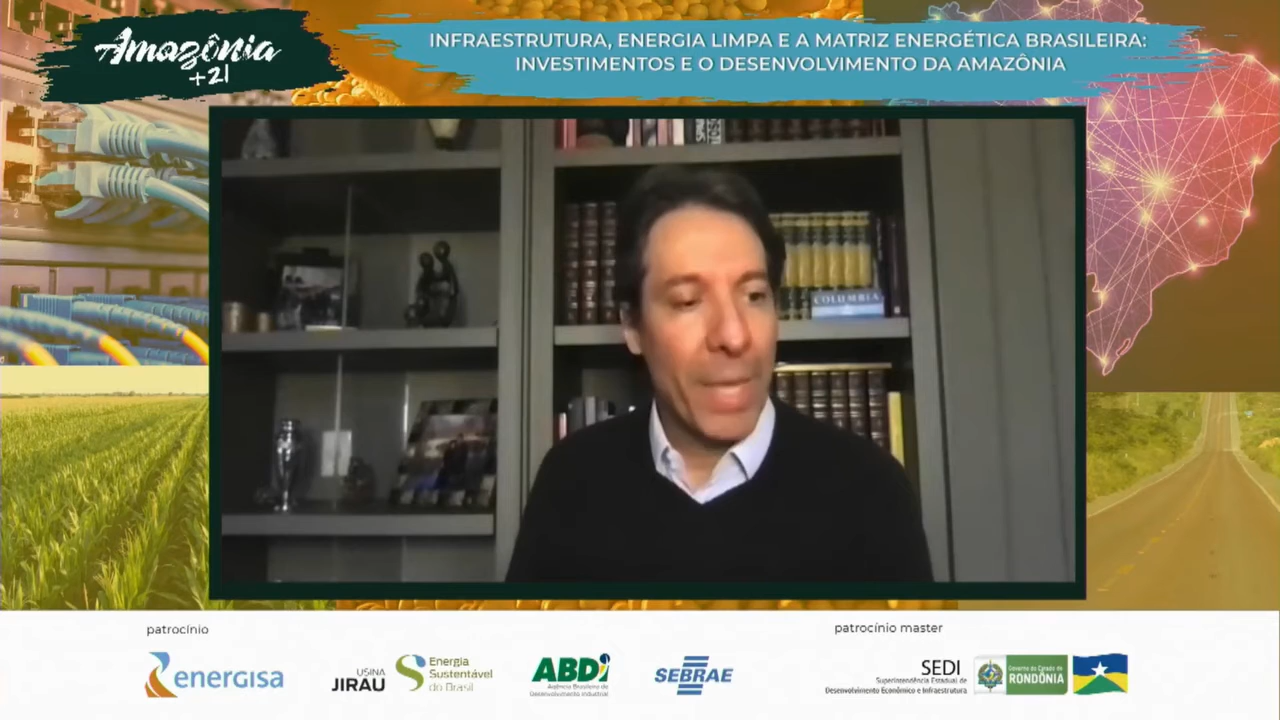 Amazônia
+21
INFRAESTRUTURA, ENERGIA LIMPA E A MATRIZ ENERGÉTICA BRASILEIRA:
INVESTIMENTOS E O DESENVOLVIMENTO DA AMAZÔNIA
COLUMBIA
patrocínio
patrocínio master
energisa
USINA
JIRAU
Energia
Sustentável
do Brasil
ABDI
Agência Brasileira de
Desenvolvimento Industrial
SEBRAE
SEDI
Superintendência Estadual de
Desenvolvimento Econômico e Infraestrutura
Governo do Estado de
RONDÔNIA